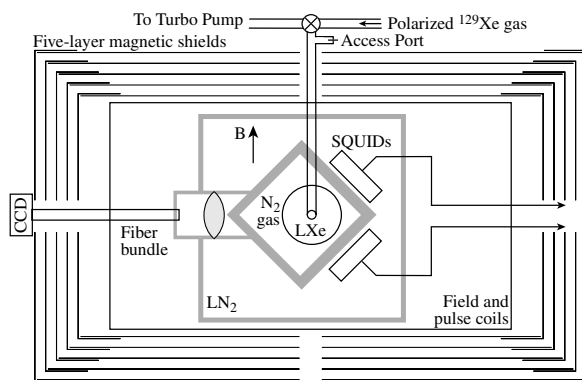 To Turbo Pump
Polarized ¹²⁹Xe gas
Five-layer magnetic shields
Access Port
B
SQUIDs
CCD
N₂
gas
LXe
Fiber
bundle
LN₂
Field and
pulse coils